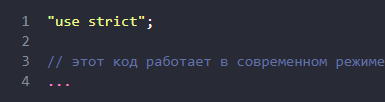 1 "use strict";
2
3 // этот код работает в современном режиме
4 ...